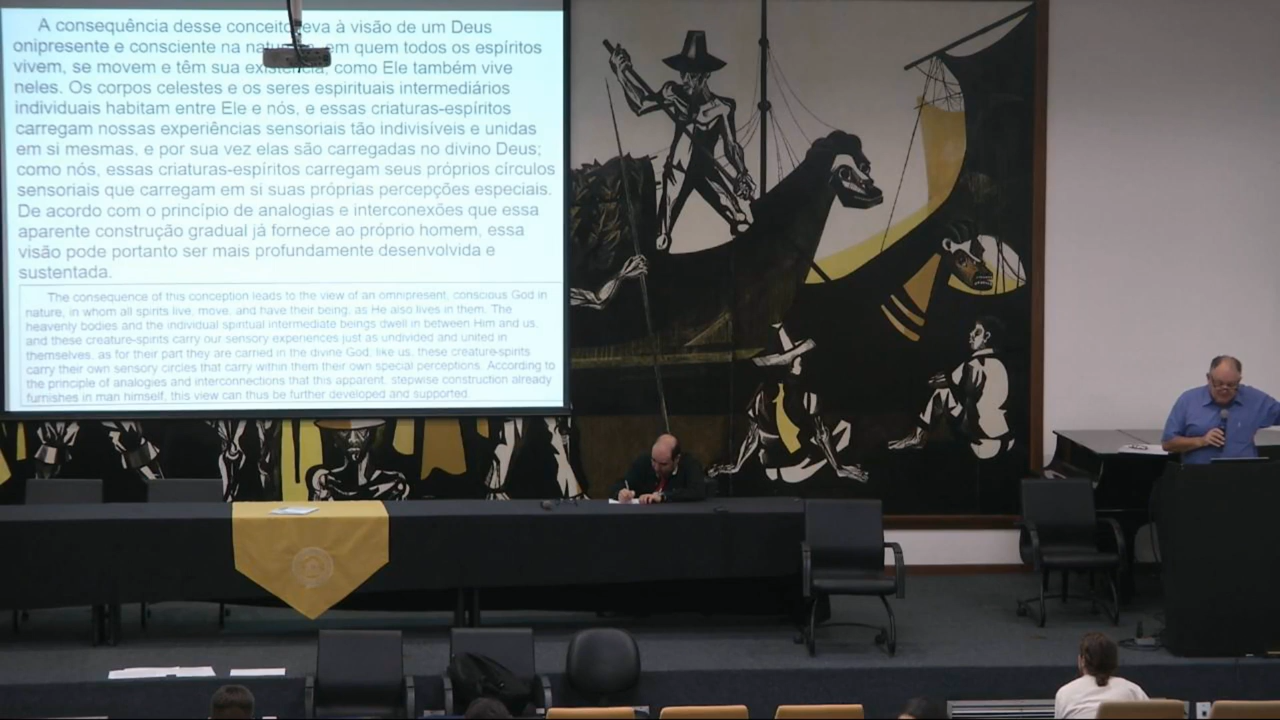 A consequência desse conceito leva à visão de um Deus
onipresente e consciente na natureza, em quem todos os espíritos
vivem, se movem e têm sua existência, como Ele também vive
neles. Os corpos celestes e os seres espirituais intermediários
individuais habitam entre Ele e nós, e essas criaturas-espíritos
carregam nossas experiências sensoriais tão indivisíveis e unidas
em si mesmas, e por sua vez elas são carregadas no divino Deus;
como nós, essas criaturas-espíritos carregam seus próprios círculos
sensoriais que carregam em si suas próprias percepções especiais.
De acordo com o princípio de analogias e interconexões que essa
aparente construção gradual já fornece ao próprio homem, essa
visão pode portanto ser mais profundamente desenvolvida e
sustentada.
The consequence of this conception leads to the view of an omnipresent, conscious God in
nature, in whom all spirits live, move, and have their being, as He also lives in them. The
heavenly bodies and the individual spiritual intermediate beings dwell in between Him and us,
and these creature-spirits carry our sensory experiences just as undivided and united in
themselves, as for their part they are carried in the divine God; like us, these creature-spirits
carry their own sensory circles that carry within them their own special perceptions. According to
the principle of analogies and interconnections that this apparent, stepwise construction already
furnishes in man himself, this view can thus be further developed and supported.